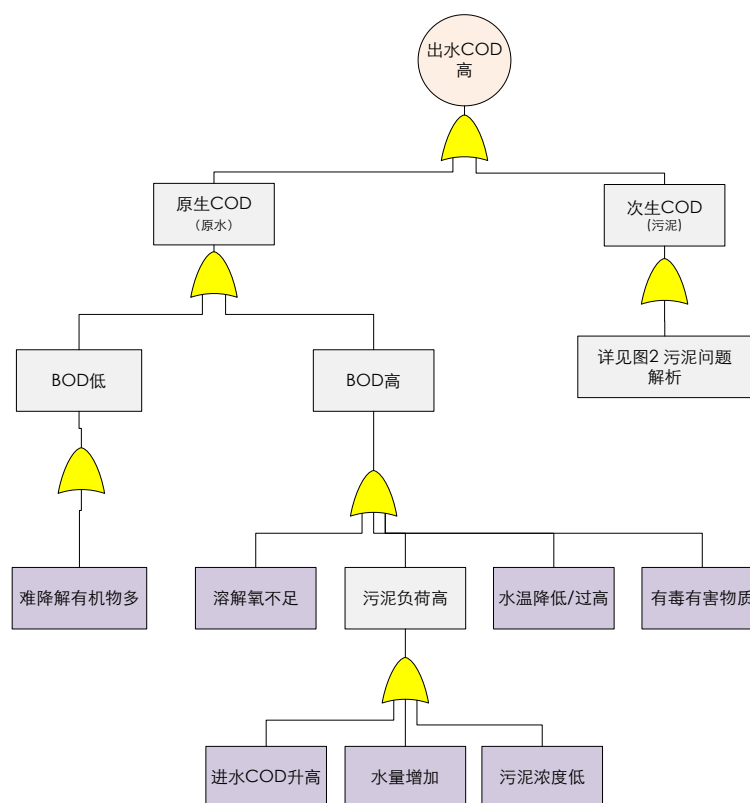 出水COD
高
原生COD
（原水）
次生COD
(污泥)
BOD低
BOD高
详见图2 污泥问题
解析
难降解有机物多
溶解氧不足
污泥负荷高
水温降低/过高
有毒有害物质
进水COD升高
水量增加
污泥浓度低